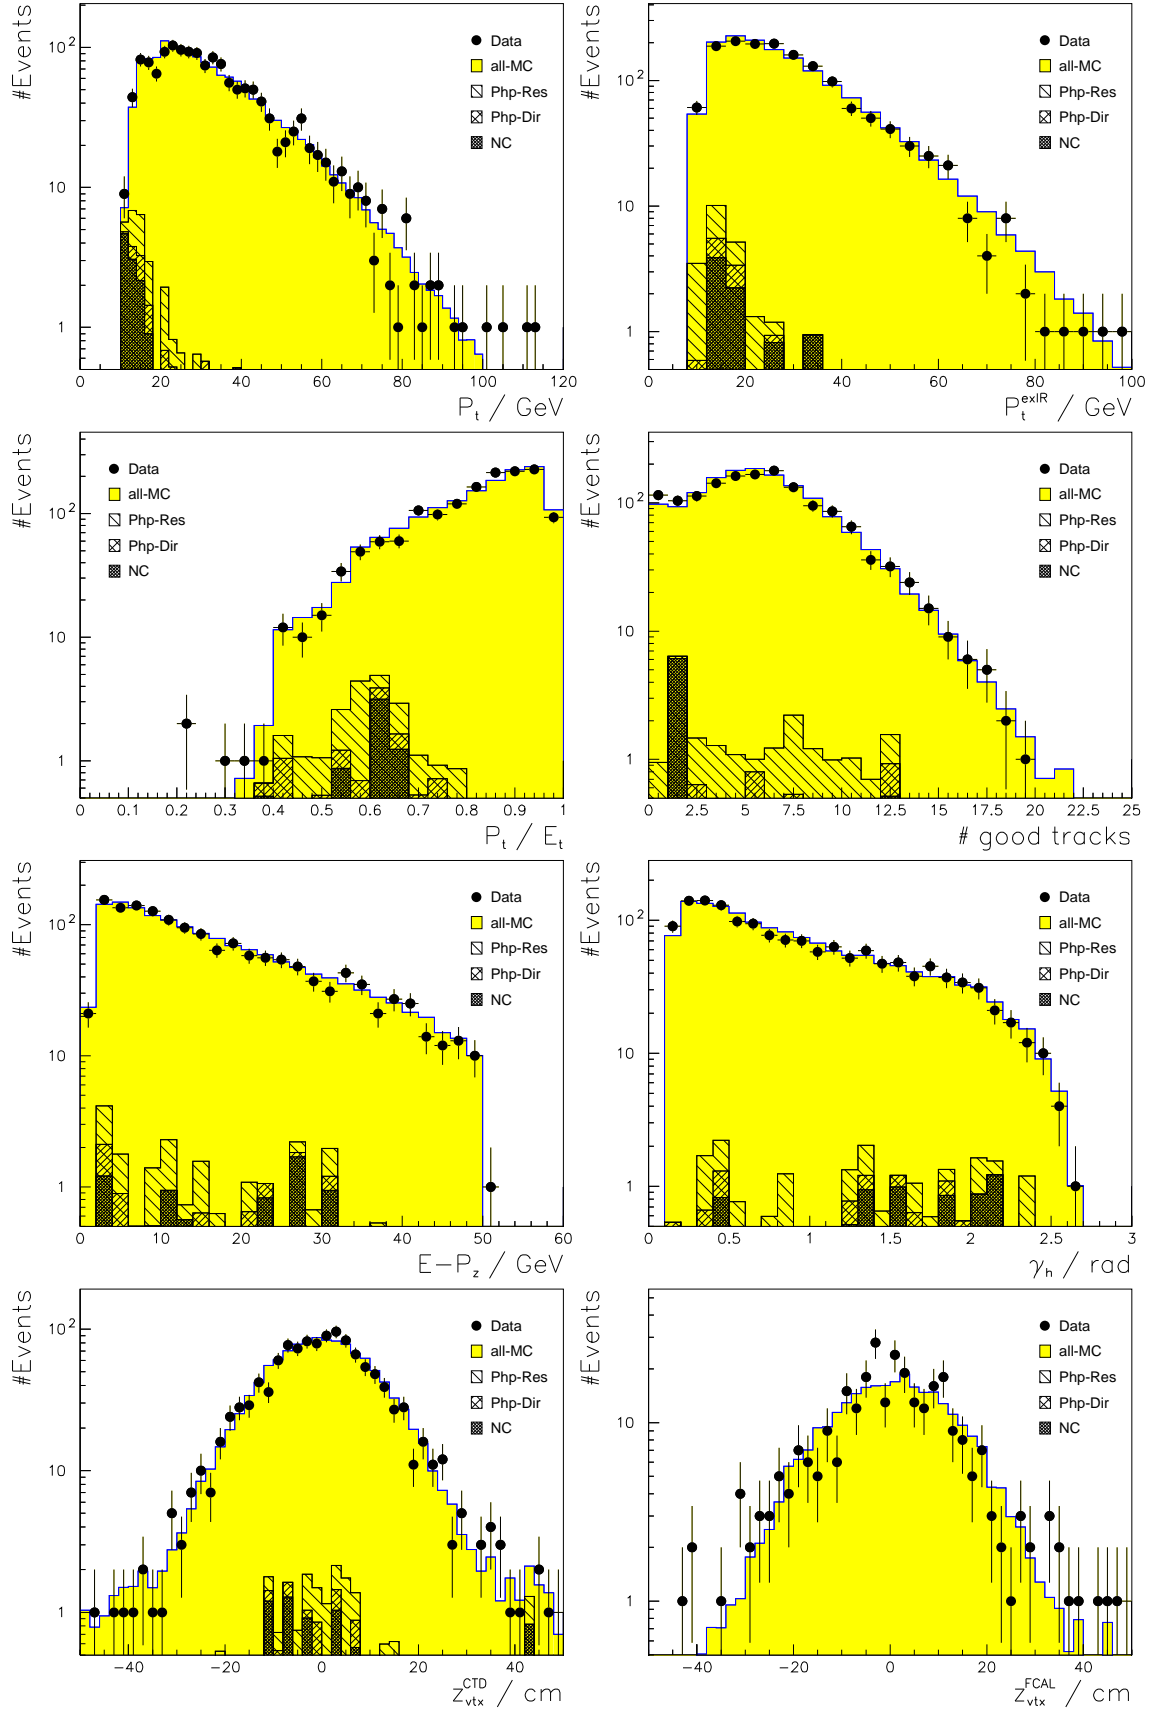 #Events
10²
10
1
Data
all-MC
Php-Res
Php-Dir
NC
0 20 40 60 80 100 120
P_t / GeV
#Events
10²
10
1
Data
all-MC
Php-Res
Php-Dir
NC
0 20 40 60 80 100
P_t^exIR / GeV
#Events
10²
10
1
Data
all-MC
Php-Res
Php-Dir
NC
0.1 0.2 0.3 0.4 0.5 0.6 0.7 0.8 0.9 1
P_t / E_t
#Events
10²
10
1
Data
all-MC
Php-Res
Php-Dir
NC
0 2.5 5 7.5 10 12.5 15 17.5 20 22.5 25
# good tracks
#Events
10²
10
1
Data
all-MC
Php-Res
Php-Dir
NC
0 10 20 30 40 50 60
E-P_z / GeV
#Events
10²
10
1
Data
all-MC
Php-Res
Php-Dir
NC
0 0.5 1 1.5 2 2.5 3
γ_h / rad
#Events
10²
10
1
Data
all-MC
Php-Res
Php-Dir
NC
−40 −20 0 20 40
z_vtx^CTD / cm
#Events
10
1
Data
all-MC
Php-Res
Php-Dir
NC
−40 −20 0 20 40
z_vtx^FCAL / cm